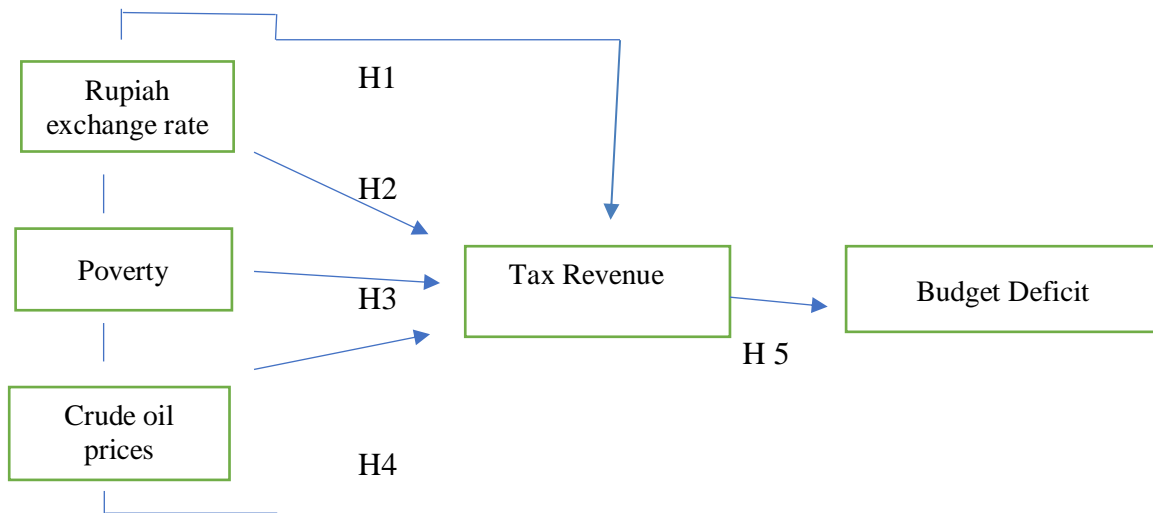 H1
Rupiah
exchange rate
H2
Poverty
Tax Revenue
Budget Deficit
H3
H 5
Crude oil
prices
H4